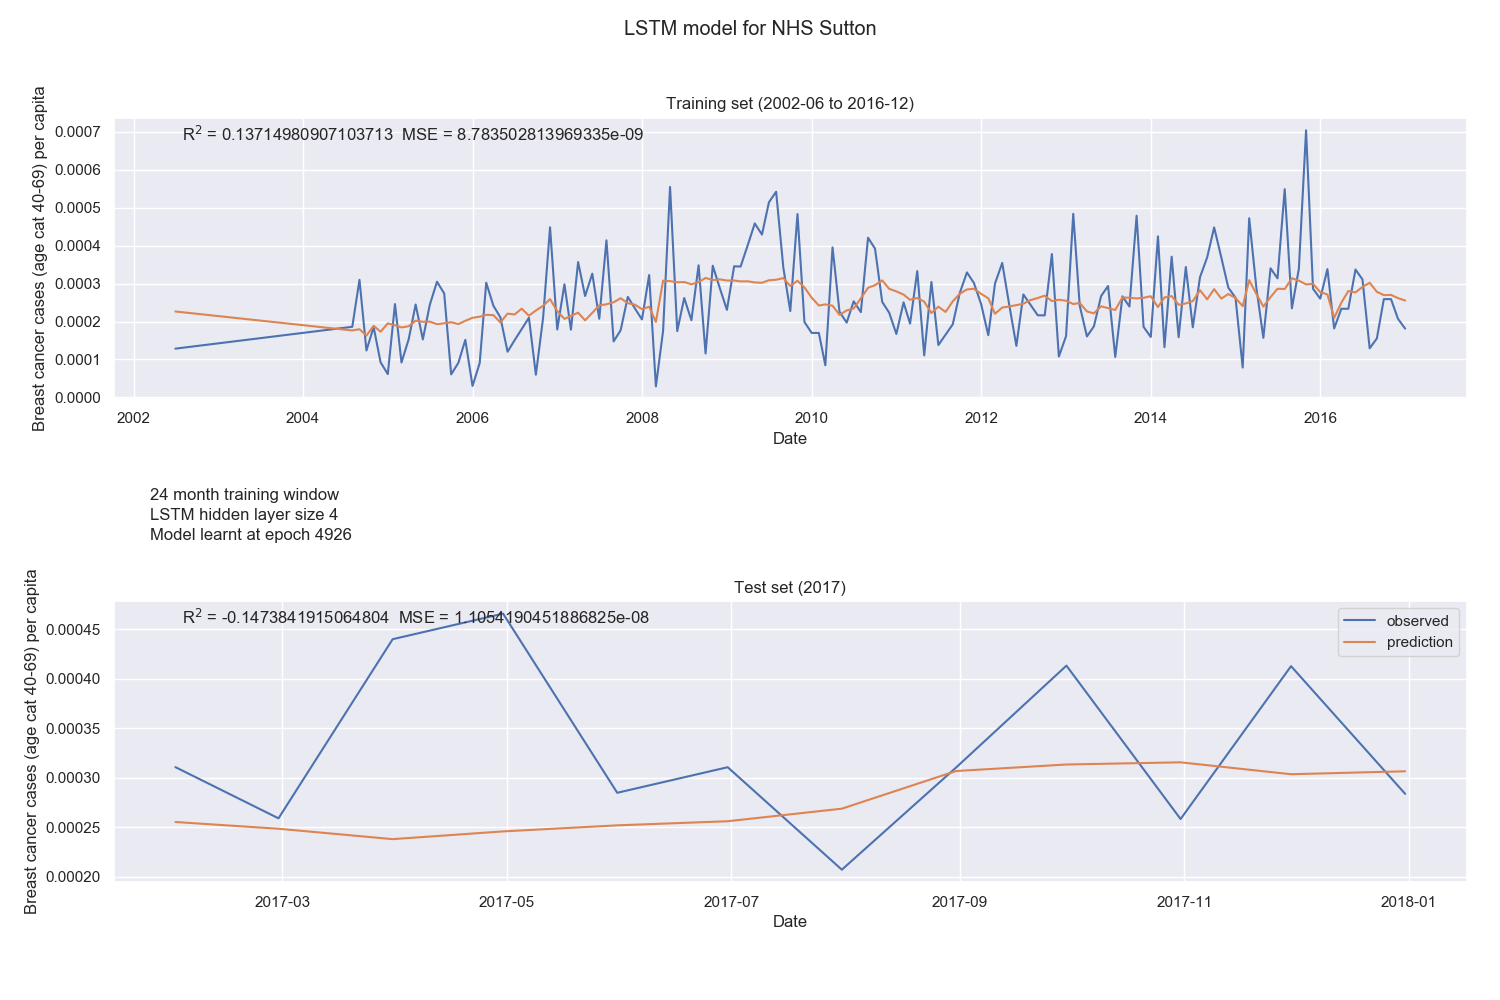 LSTM model for NHS Sutton
Training set (2002-06 to 2016-12)
Breast cancer cases (age cat 40-69) per capita
R² = 0.13714980907103713 MSE = 8.783502813969335e-09
0.0007
0.0006
0.0005
0.0004
0.0003
0.0002
0.0001
0.0000
2002 2004 2006 2008 2010 2012 2014 2016
Date
24 month training window
LSTM hidden layer size 4
Model learnt at epoch 4926
Test set (2017)
Breast cancer cases (age cat 40-69) per capita
R² = -0.1473841915064804 MSE = 1.1054190451886825e-08
observed
prediction
0.00045
0.00040
0.00035
0.00030
0.00025
0.00020
2017-03 2017-05 2017-07 2017-09 2017-11 2018-01
Date